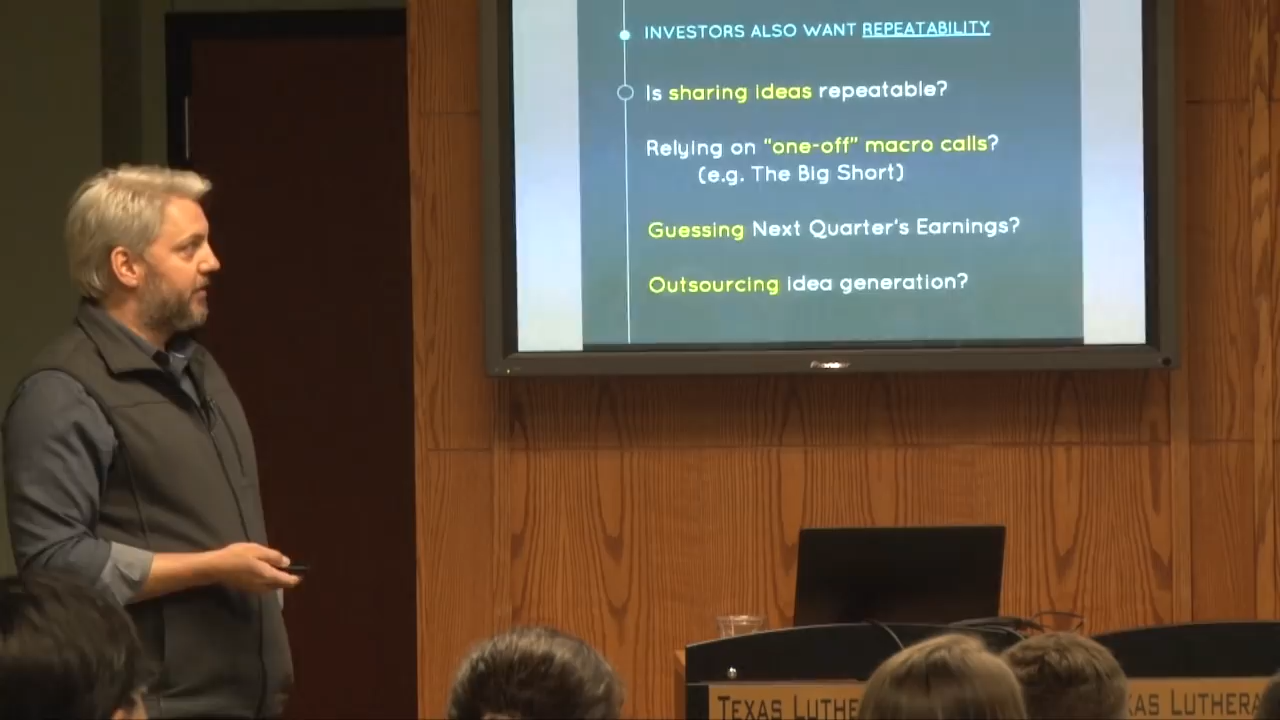 INVESTORS ALSO WANT REPEATABILITY
Is sharing ideas repeatable?
Relying on "one-off" macro calls?
(e.g. The Big Short)
Guessing Next Quarter's Earnings?
Outsourcing idea generation?
Pioneer
TEXAS LUTHE
XAS LUTHERA